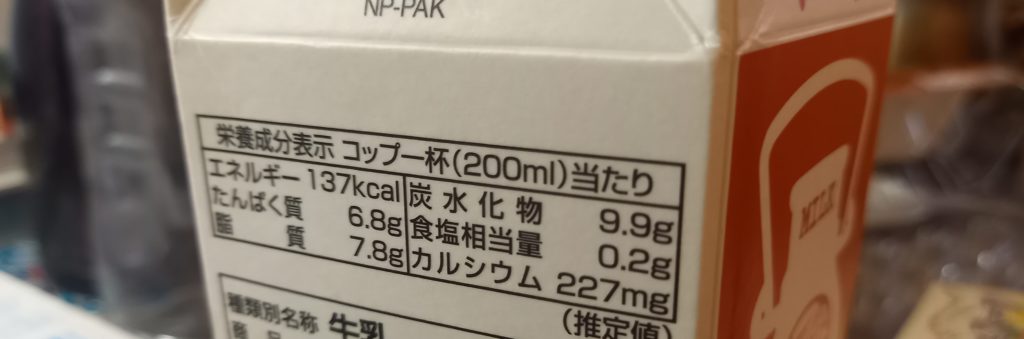 NP-PAK
栄養成分表示 コップ一杯(200ml)当たり
エネルギー 137kcal
たんぱく質 6.8g
脂 質 7.8g
炭水化物 9.9g
食塩相当量 0.2g
カルシウム 227mg
(推定値)
種類別名称 牛乳
MILK